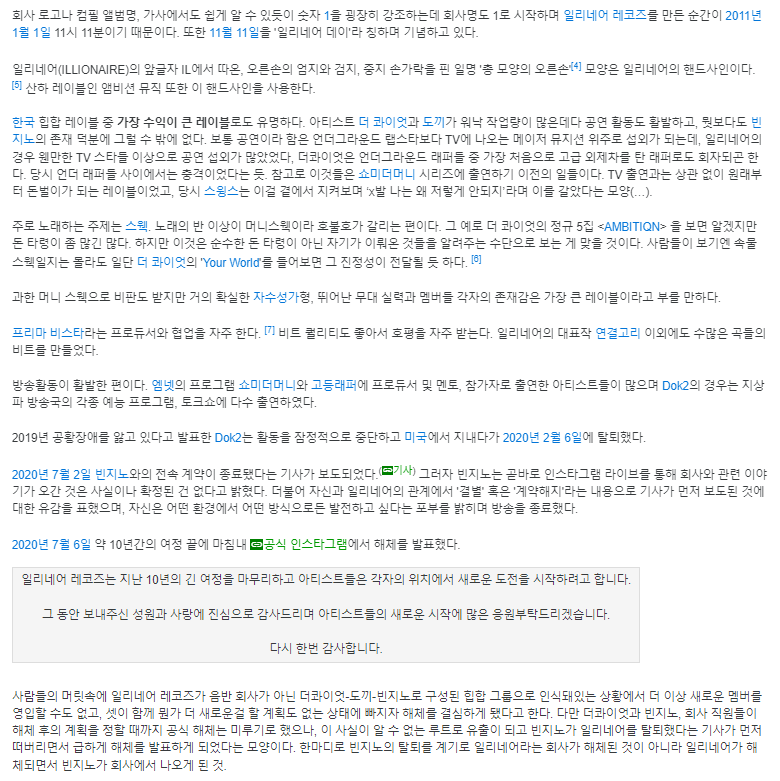 회사 로고나 컴필 앨범명, 가사에서도 쉽게 알 수 있듯이 숫자 1을 굉장히 강조하는데 회사명도 1로 시작하며 일리네어 레코즈를 만든 순간이 2011년
1월 1일 11시 11분이기 때문이다. 또한 11월 11일을 '일리네어 데이'라 칭하며 기념하고 있다.
일리네어(ILLIONAIRE)의 앞글자 IL에서 따온, 오른손의 엄지와 검지, 중지 손가락을 핀 일명 '총 모양의 오른손'[4] 모양은 일리네어의 핸드사인이다.
[5] 산하 레이블인 앰비션 뮤직 또한 이 핸드사인을 사용한다.
한국 힙합 레이블 중 가장 수익이 큰 레이블로도 유명하다. 아티스트 더 콰이엇과 도끼가 워낙 작업량이 많은데다 공연 활동도 활발하고, 뭣보다도 빈
지노의 존재 덕분에 그럴 수 밖에 없다. 보통 공연이라 함은 언더그라운드 랩스타보다 TV에 나오는 메이저 뮤지션 위주로 섭외가 되는데, 일리네어의
경우 웬만한 TV 스타들 이상으로 공연 섭외가 많았었다, 더콰이엇은 언더그라운드 래퍼들 중 가장 처음으로 고급 외제차를 탄 래퍼로도 회자되곤 한
다. 당시 언더 래퍼들 사이에서는 충격이었다는 듯. 참고로 이것들은 쇼미더머니 시리즈에 출연하기 이전의 일들이다. TV 출연과는 상관 없이 원래부
터 돈벌이가 되는 레이블이었고, 당시 스윙스는 이걸 곁에서 지켜보며 ‘x발 나는 왜 저렇게 안되지’라며 이를 갈았다는 모양(…).
주로 노래하는 주제는 스웩. 노래의 반 이상이 머니스웩이라 호불호가 갈리는 편이다. 그 예로 더 콰이엇의 정규 5집 <AMBITIQN> 을 보면 알겠지만
돈 타령이 좀 많긴 많다. 하지만 이것은 순수한 돈 타령이 아닌 자기가 이뤄온 것들을 알려주는 수단으로 보는 게 맞을 것이다. 사람들이 보기엔 속물
스웩일지는 몰라도 일단 더 콰이엇의 'Your World'를 들어보면 그 진정성이 전달될 듯 하다. [6]
과한 머니 스웩으로 비판도 받지만 거의 확실한 자수성가형, 뛰어난 무대 실력과 멤버들 각자의 존재감은 가장 큰 레이블이라고 부를 만하다.
프리마 비스타라는 프로듀서와 협업을 자주 한다. [7] 비트 퀄리티도 좋아서 호평을 자주 받는다. 일리네어의 대표작 연결고리 이외에도 수많은 곡들의
비트를 만들었다.
방송활동이 활발한 편이다. 엠넷의 프로그램 쇼미더머니와 고등래퍼에 프로듀서 및 멘토, 참가자로 출연한 아티스트들이 많으며 Dok2의 경우는 지상
파 방송국의 각종 예능 프로그램, 토크쇼에 다수 출연하였다.
2019년 공황장애를 앓고 있다고 발표한 Dok2는 활동을 잠정적으로 중단하고 미국에서 지내다가 2020년 2월 6일에 탈퇴했다.
2020년 7월 2일 빈지노와의 전속 계약이 종료됐다는 기사가 보도되었다.(기사) 그러자 빈지노는 곧바로 인스타그램 라이브를 통해 회사와 관련 이야
기가 오간 것은 사실이나 확정된 건 없다고 밝혔다. 더불어 자신과 일리네어의 관계에서 '결별' 혹은 '계약해지'라는 내용으로 기사가 먼저 보도된 것에
대한 유감을 표했으며, 자신은 어떤 환경에서 어떤 방식으로든 발전하고 싶다는 포부를 밝히며 방송을 종료했다.
2020년 7월 6일 약 10년간의 여정 끝에 마침내 공식 인스타그램에서 해체를 발표했다.
일리네어 레코즈는 지난 10년의 긴 여정을 마무리하고 아티스트들은 각자의 위치에서 새로운 도전을 시작하려고 합니다.
그 동안 보내주신 성원과 사랑에 진심으로 감사드리며 아티스트들의 새로운 시작에 많은 응원부탁드리겠습니다.
다시 한번 감사합니다.
사람들의 머릿속에 일리네어 레코즈가 음반 회사가 아닌 더콰이엇-도끼-빈지노로 구성된 힙합 그룹으로 인식돼있는 상황에서 더 이상 새로운 멤버를
영입할 수도 없고, 셋이 함께 뭔가 더 새로운걸 할 계획도 없는 상태에 빠지자 해체를 결심하게 됐다고 한다. 다만 더콰이엇과 빈지노, 회사 직원들이
해체 후의 계획을 정할 때까지 공식 해체는 미루기로 했으나, 이 사실이 알 수 없는 루트로 유출이 되고 빈지노가 일리네어를 탈퇴했다는 기사가 먼저
떠버리면서 급하게 해체를 발표하게 되었다는 모양이다. 한마디로 빈지노의 탈퇴를 계기로 일리네어라는 회사가 해체된 것이 아니라 일리네어가 해
체되면서 빈지노가 회사에서 나오게 된 것.